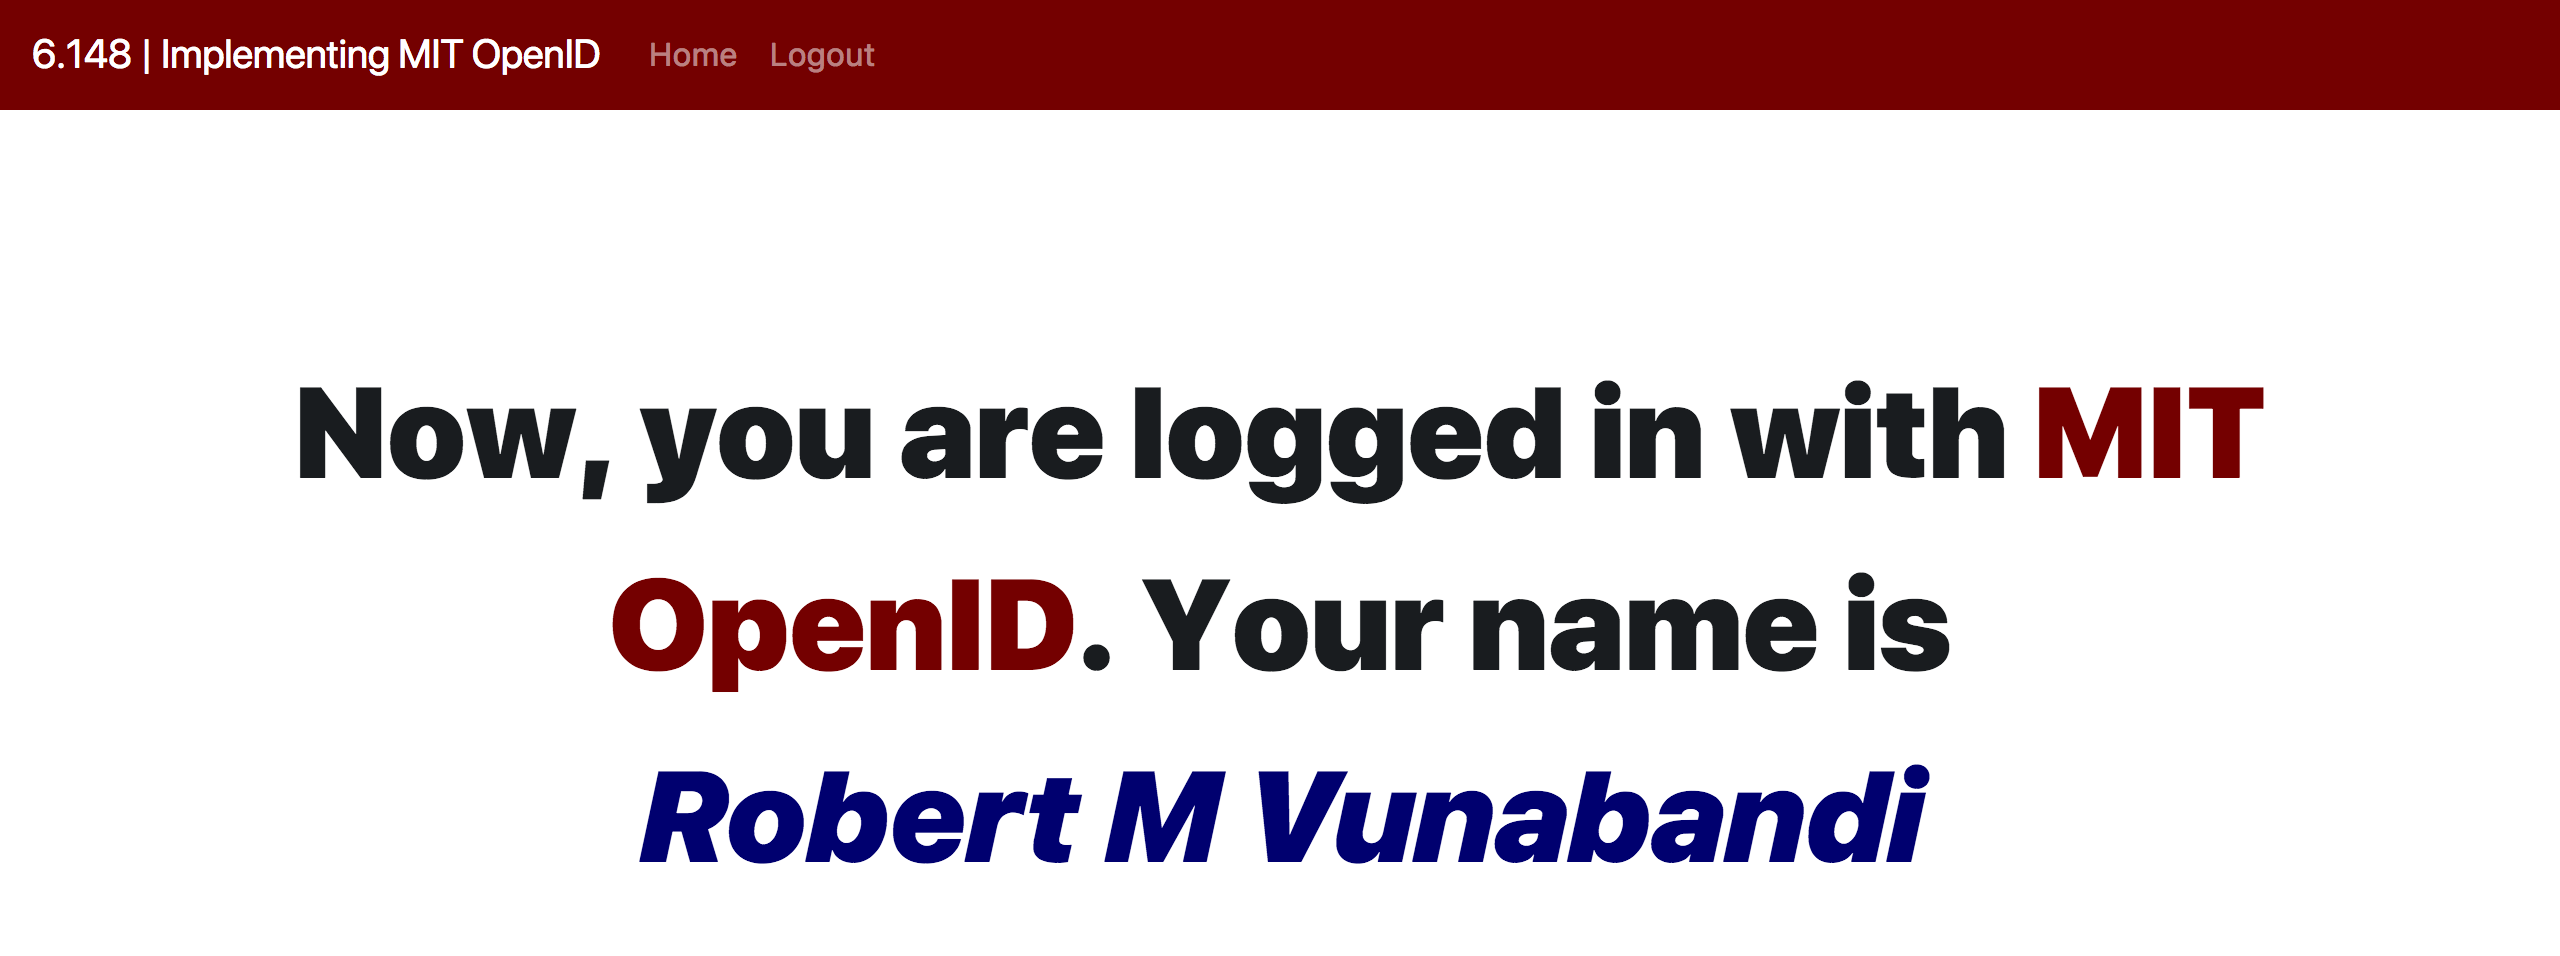 6.148 | Implementing MIT OpenID Home Logout
Now, you are logged in with MIT
OpenID. Your name is
Robert M Vunabandi